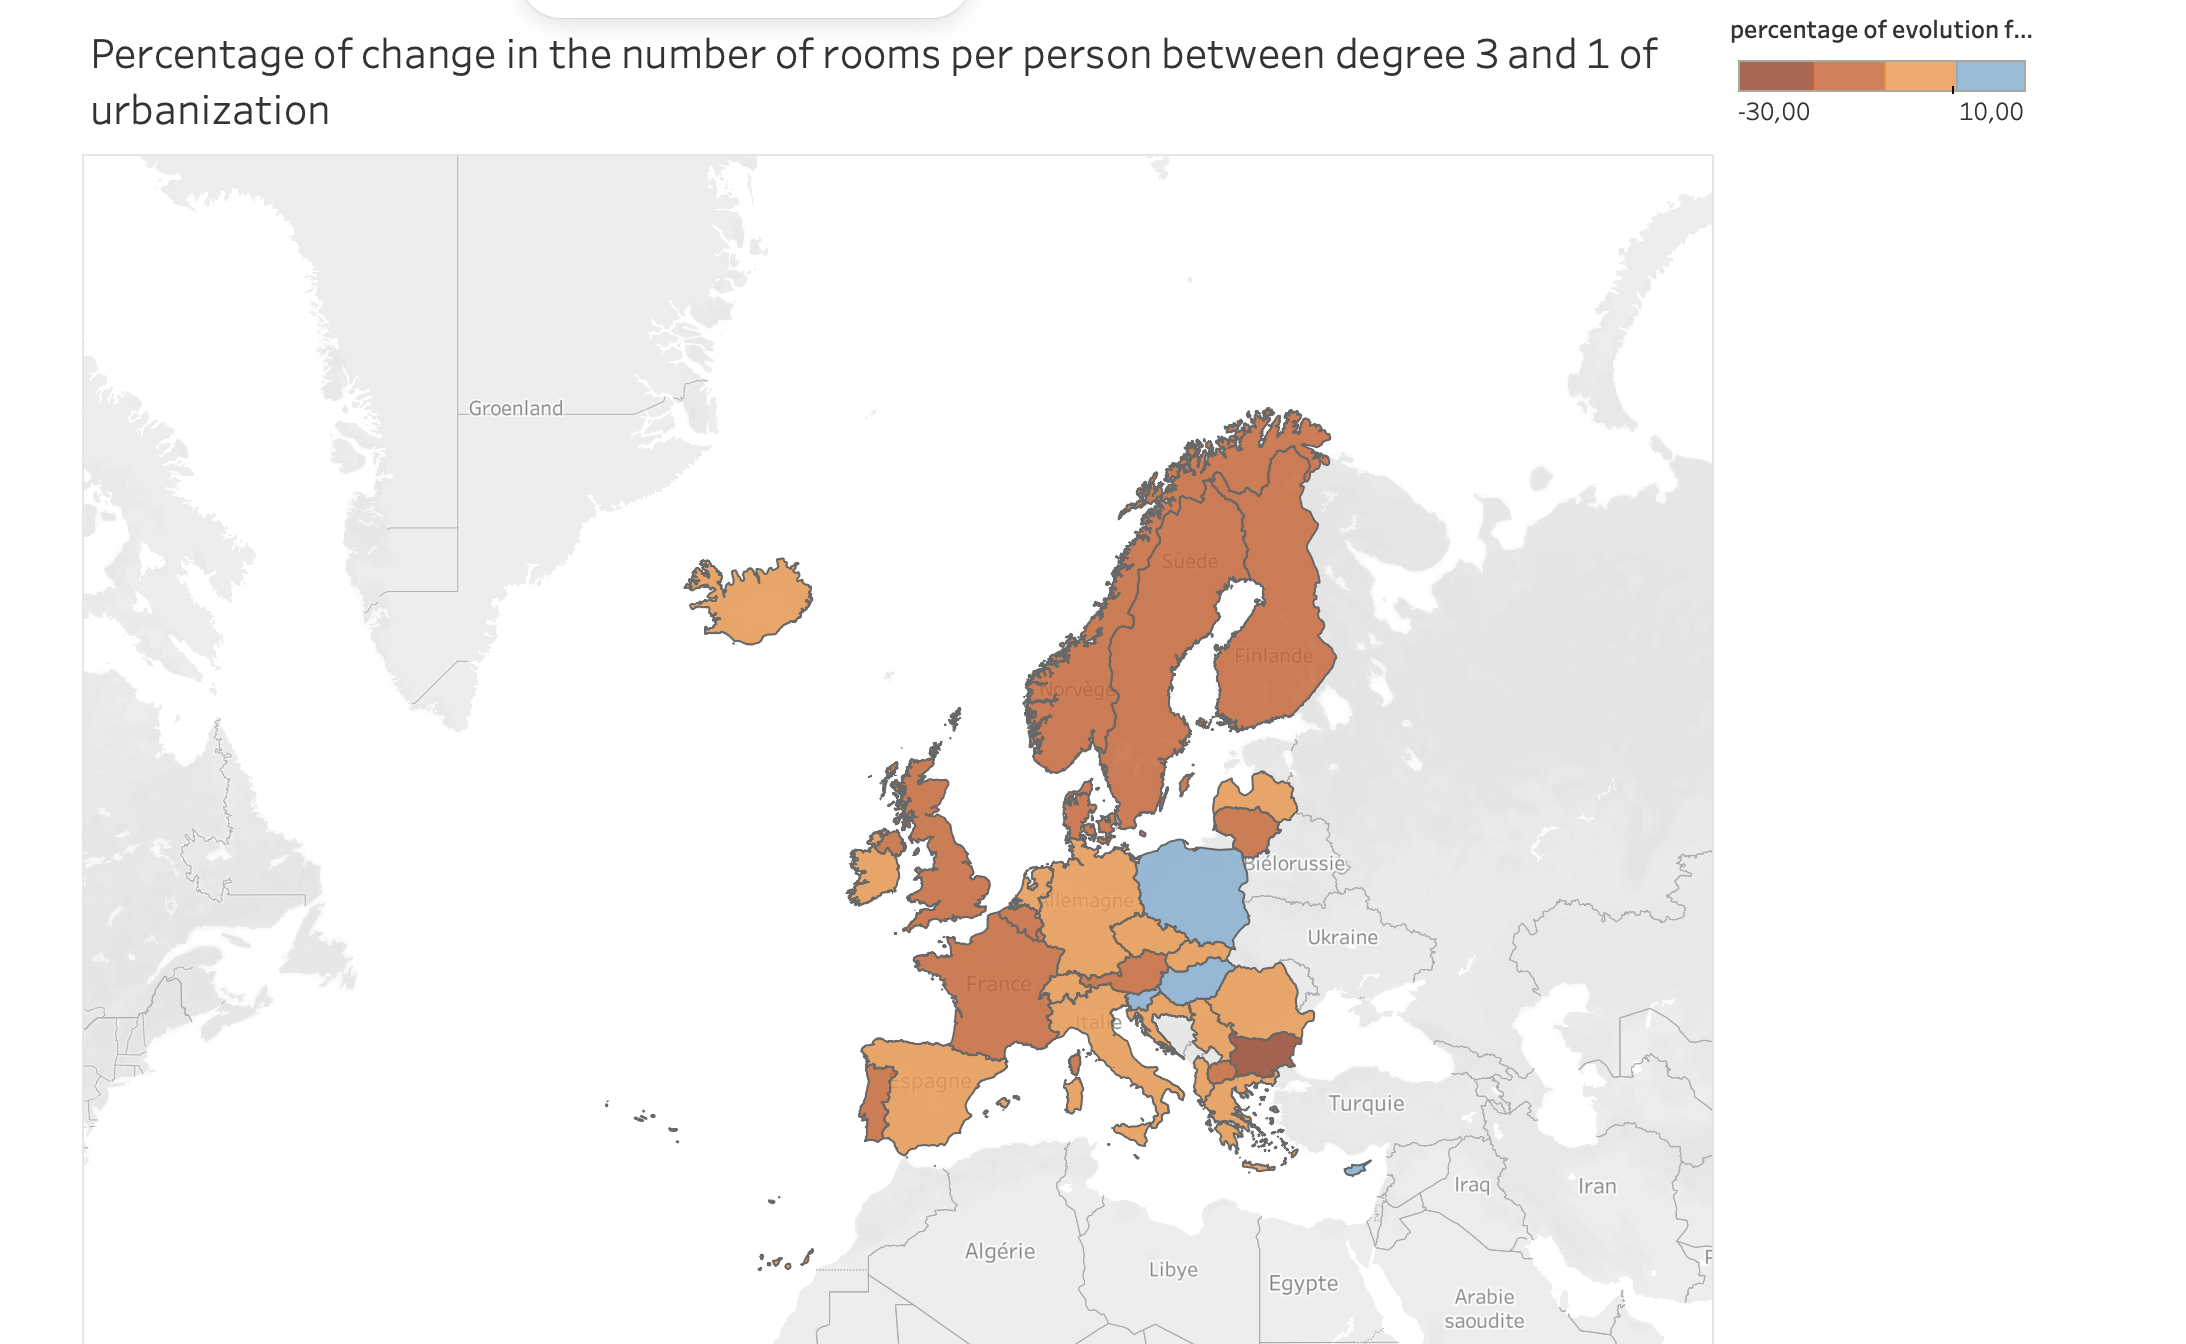 Percentage of change in the number of rooms per person between degree 3 and 1 of
urbanization
percentage of evolution f...
-30,00
10,00
Groenland
Suède
Finlande
Norvège
Biélorussie
Allemagne
Ukraine
France
Italie
Espagne
Turquie
Iraq
Iran
Algérie
Libye
Egypte
Arabie
saoudite